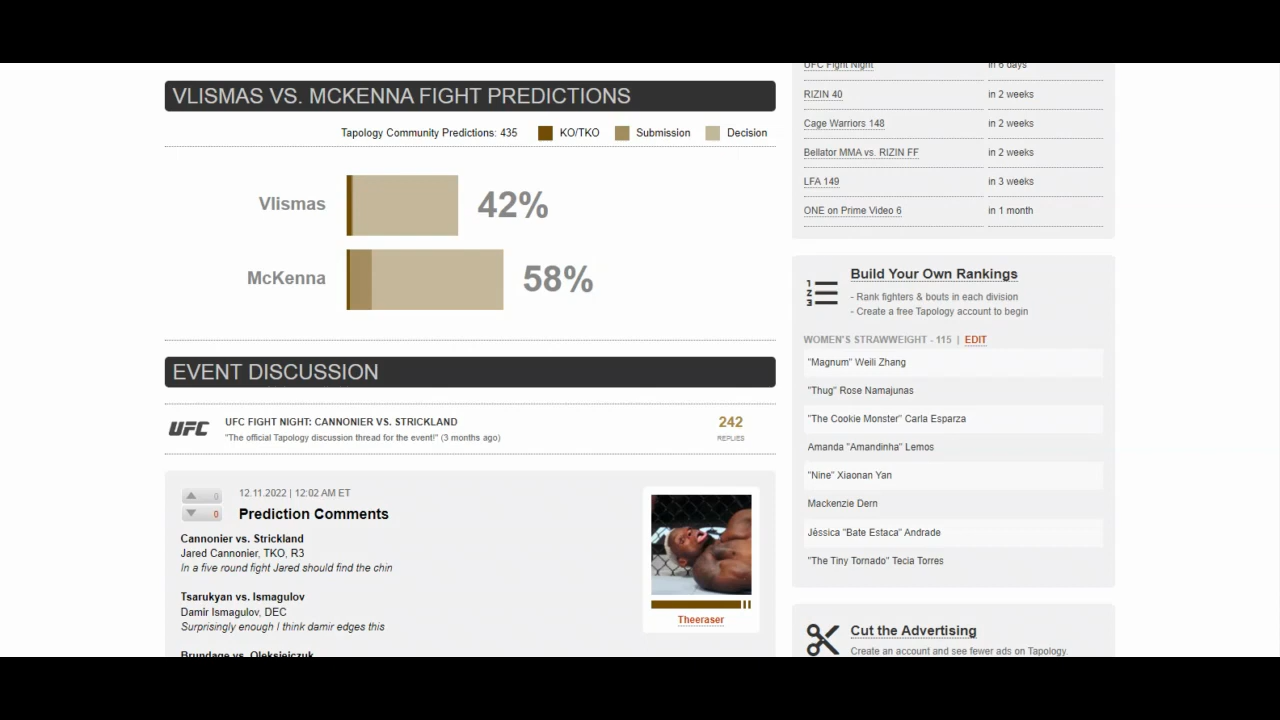 VLISMAS VS. MCKENNA FIGHT PREDICTIONS
Tapology Community Predictions: 435 KO/TKO Submission Decision
Vlismas 42%
McKenna 58%
EVENT DISCUSSION
UFC
UFC FIGHT NIGHT: CANNONIER VS. STRICKLAND
"The official Tapology discussion thread for the event!" (3 months ago)
242
REPLIES
0
0
12.11.2022 | 12:02 AM ET
Prediction Comments
Cannonier vs. Strickland
Jared Cannonier, TKO, R3
In a five round fight Jared should find the chin
Tsarukyan vs. Ismagulov
Damir Ismagulov, DEC
Surprisingly enough I think damir edges this
Brundage vs. Oleksiejczuk
Theeraser
UFC Fight Night in 6 days
RIZIN 40 in 2 weeks
Cage Warriors 148 in 2 weeks
Bellator MMA vs. RIZIN FF in 2 weeks
LFA 149 in 3 weeks
ONE on Prime Video 6 in 1 month
1
2
3
Build Your Own Rankings
- Rank fighters & bouts in each division
- Create a free Tapology account to begin
WOMEN'S STRAWWEIGHT - 115 | EDIT
"Magnum" Weili Zhang
"Thug" Rose Namajunas
"The Cookie Monster" Carla Esparza
Amanda "Amandinha" Lemos
"Nine" Xiaonan Yan
Mackenzie Dern
Jéssica "Bate Estaca" Andrade
"The Tiny Tornado" Tecia Torres
Cut the Advertising
Create an account and see fewer ads on Tapology.